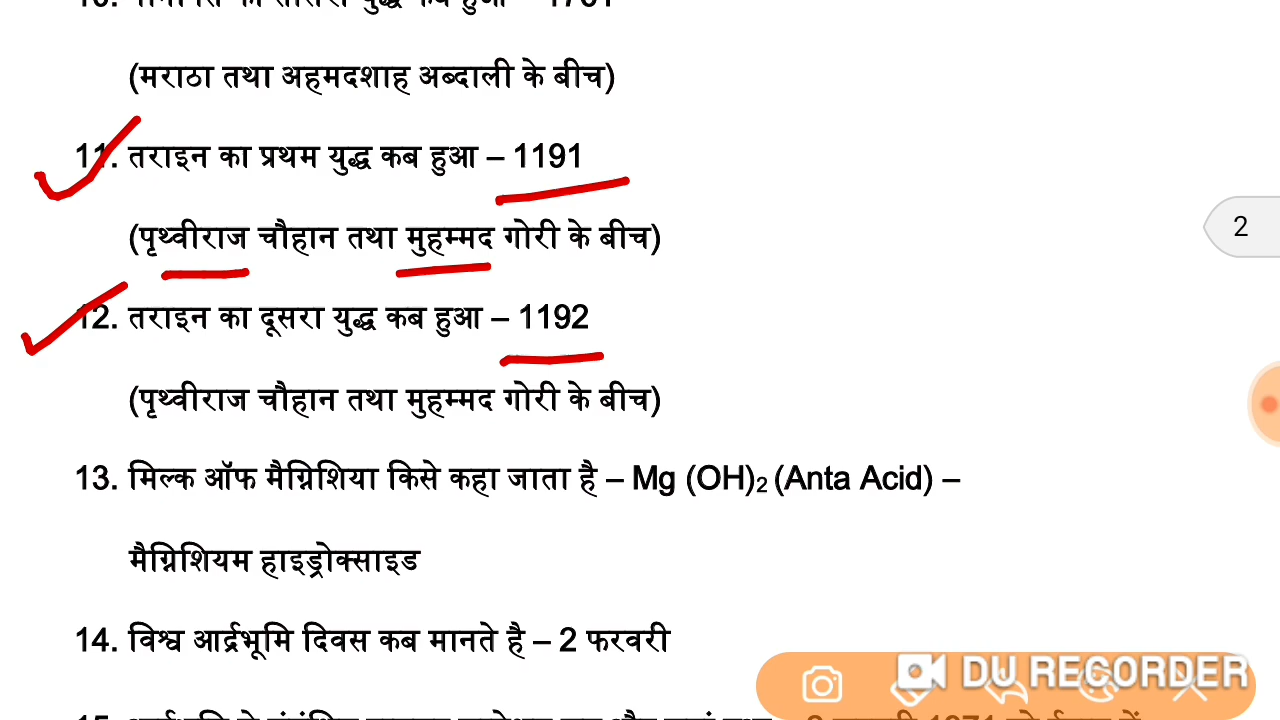 (मराठा तथा अहमदशाह अब्दाली के बीच)
11. तराइन का प्रथम युद्ध कब हुआ – 1191
(पृथ्वीराज चौहान तथा मुहम्मद गोरी के बीच)
2
12. तराइन का दूसरा युद्ध कब हुआ – 1192
(पृथ्वीराज चौहान तथा मुहम्मद गोरी के बीच)
13. मिल्क ऑफ मैग्निशिया किसे कहा जाता है – Mg (OH)₂ (Anta Acid) –
मैग्निशियम हाइड्रोक्साइड
14. विश्व आर्द्रभूमि दिवस कब मानते है – 2 फरवरी
DU RECORDER